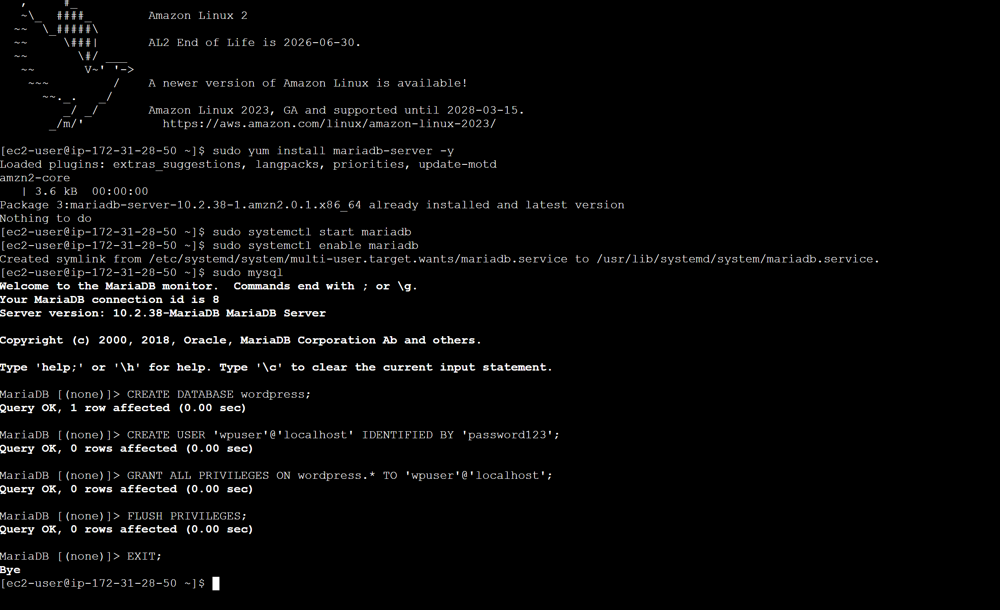 ,     #_
   ~\_  ####_        Amazon Linux 2
  ~~  \_#####\
  ~~     \###|       AL2 End of Life is 2026-06-30.
  ~~       \#/ ___
   ~~       V~' '->
    ~~~         /    A newer version of Amazon Linux is available!
      ~~._.   _/
         _/ _/       Amazon Linux 2023, GA and supported until 2028-03-15.
       _/m/'           https://aws.amazon.com/linux/amazon-linux-2023/
[ec2-user@ip-172-31-28-50 ~]$ sudo yum install mariadb-server -y
Loaded plugins: extras_suggestions, langpacks, priorities, update-motd
amzn2-core
   | 3.6 kB  00:00:00
Package 3:mariadb-server-10.2.38-1.amzn2.0.1.x86_64 already installed and latest version
Nothing to do
[ec2-user@ip-172-31-28-50 ~]$ sudo systemctl start mariadb
[ec2-user@ip-172-31-28-50 ~]$ sudo systemctl enable mariadb
Created symlink from /etc/systemd/system/multi-user.target.wants/mariadb.service to /usr/lib/systemd/system/mariadb.service.
[ec2-user@ip-172-31-28-50 ~]$ sudo mysql
Welcome to the MariaDB monitor.  Commands end with ; or \g.
Your MariaDB connection id is 8
Server version: 10.2.38-MariaDB MariaDB Server
Copyright (c) 2000, 2018, Oracle, MariaDB Corporation Ab and others.
Type 'help;' or '\h' for help. Type '\c' to clear the current input statement.
MariaDB [(none)]> CREATE DATABASE wordpress;
Query OK, 1 row affected (0.00 sec)
MariaDB [(none)]> CREATE USER 'wpuser'@'localhost' IDENTIFIED BY 'password123';
Query OK, 0 rows affected (0.00 sec)
MariaDB [(none)]> GRANT ALL PRIVILEGES ON wordpress.* TO 'wpuser'@'localhost';
Query OK, 0 rows affected (0.00 sec)
MariaDB [(none)]> FLUSH PRIVILEGES;
Query OK, 0 rows affected (0.00 sec)
MariaDB [(none)]> EXIT;
Bye
[ec2-user@ip-172-31-28-50 ~]$